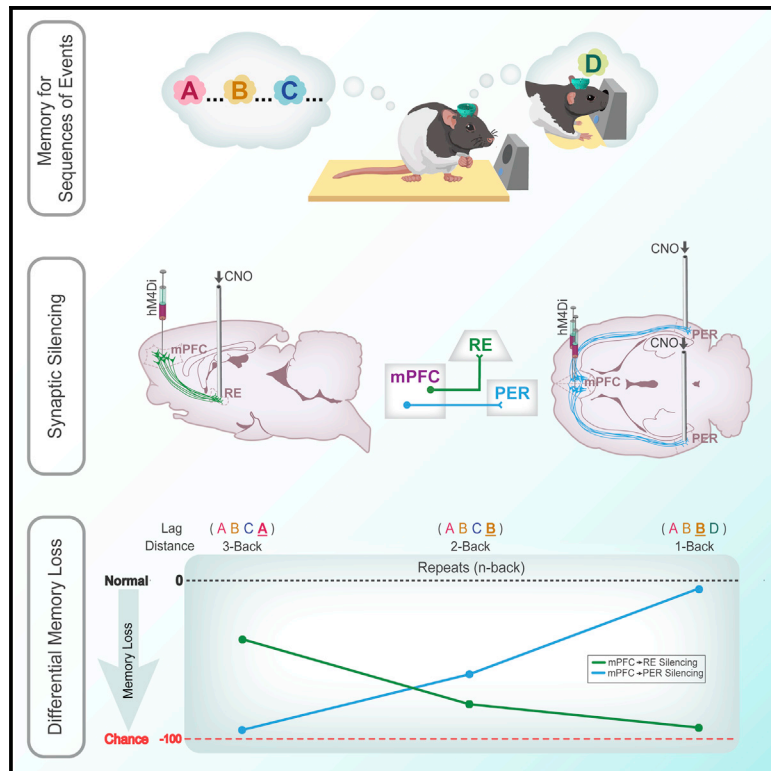 Memory for
Sequences of Events
A ... B ... C ...
D
Synaptic Silencing
hM4Di
CNO
mPFC
RE
RE
mPFC
PER
hM4Di
CNO
PER
CNO
mPFC
PER
Differential Memory Loss
Lag
Distance
( A B C A )
3-Back
( A B C B )
2-Back
( A B B D )
1-Back
Repeats (n-back)
Normal
0
Memory Loss
mPFC→RE Silencing
mPFC→PER Silencing
Chance
-100